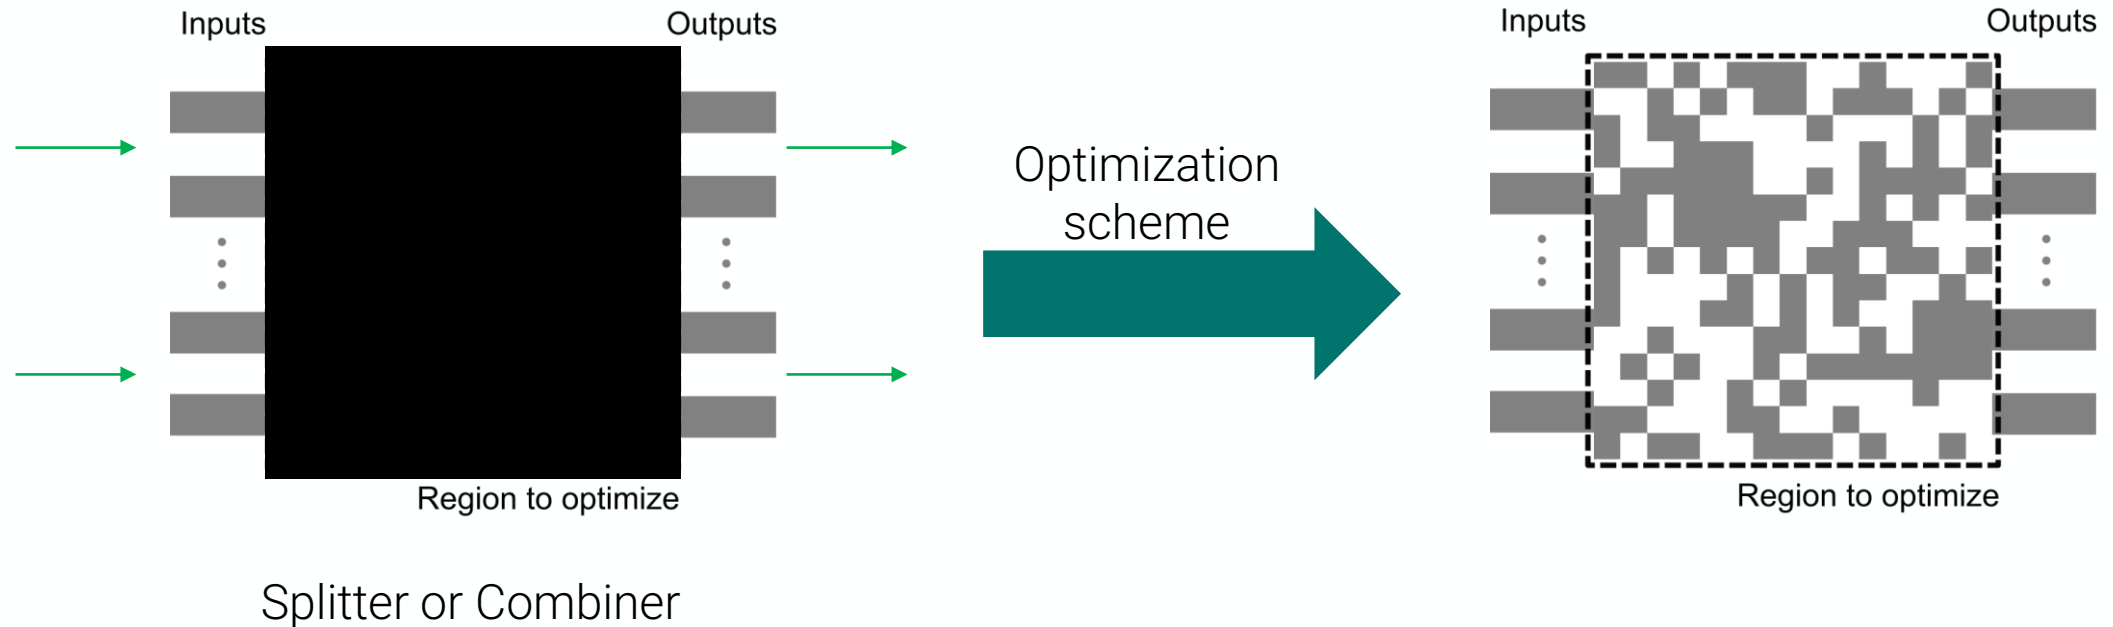 Inputs
Outputs
Region to optimize
Splitter or Combiner
Optimization
scheme
Inputs
Outputs
Region to optimize